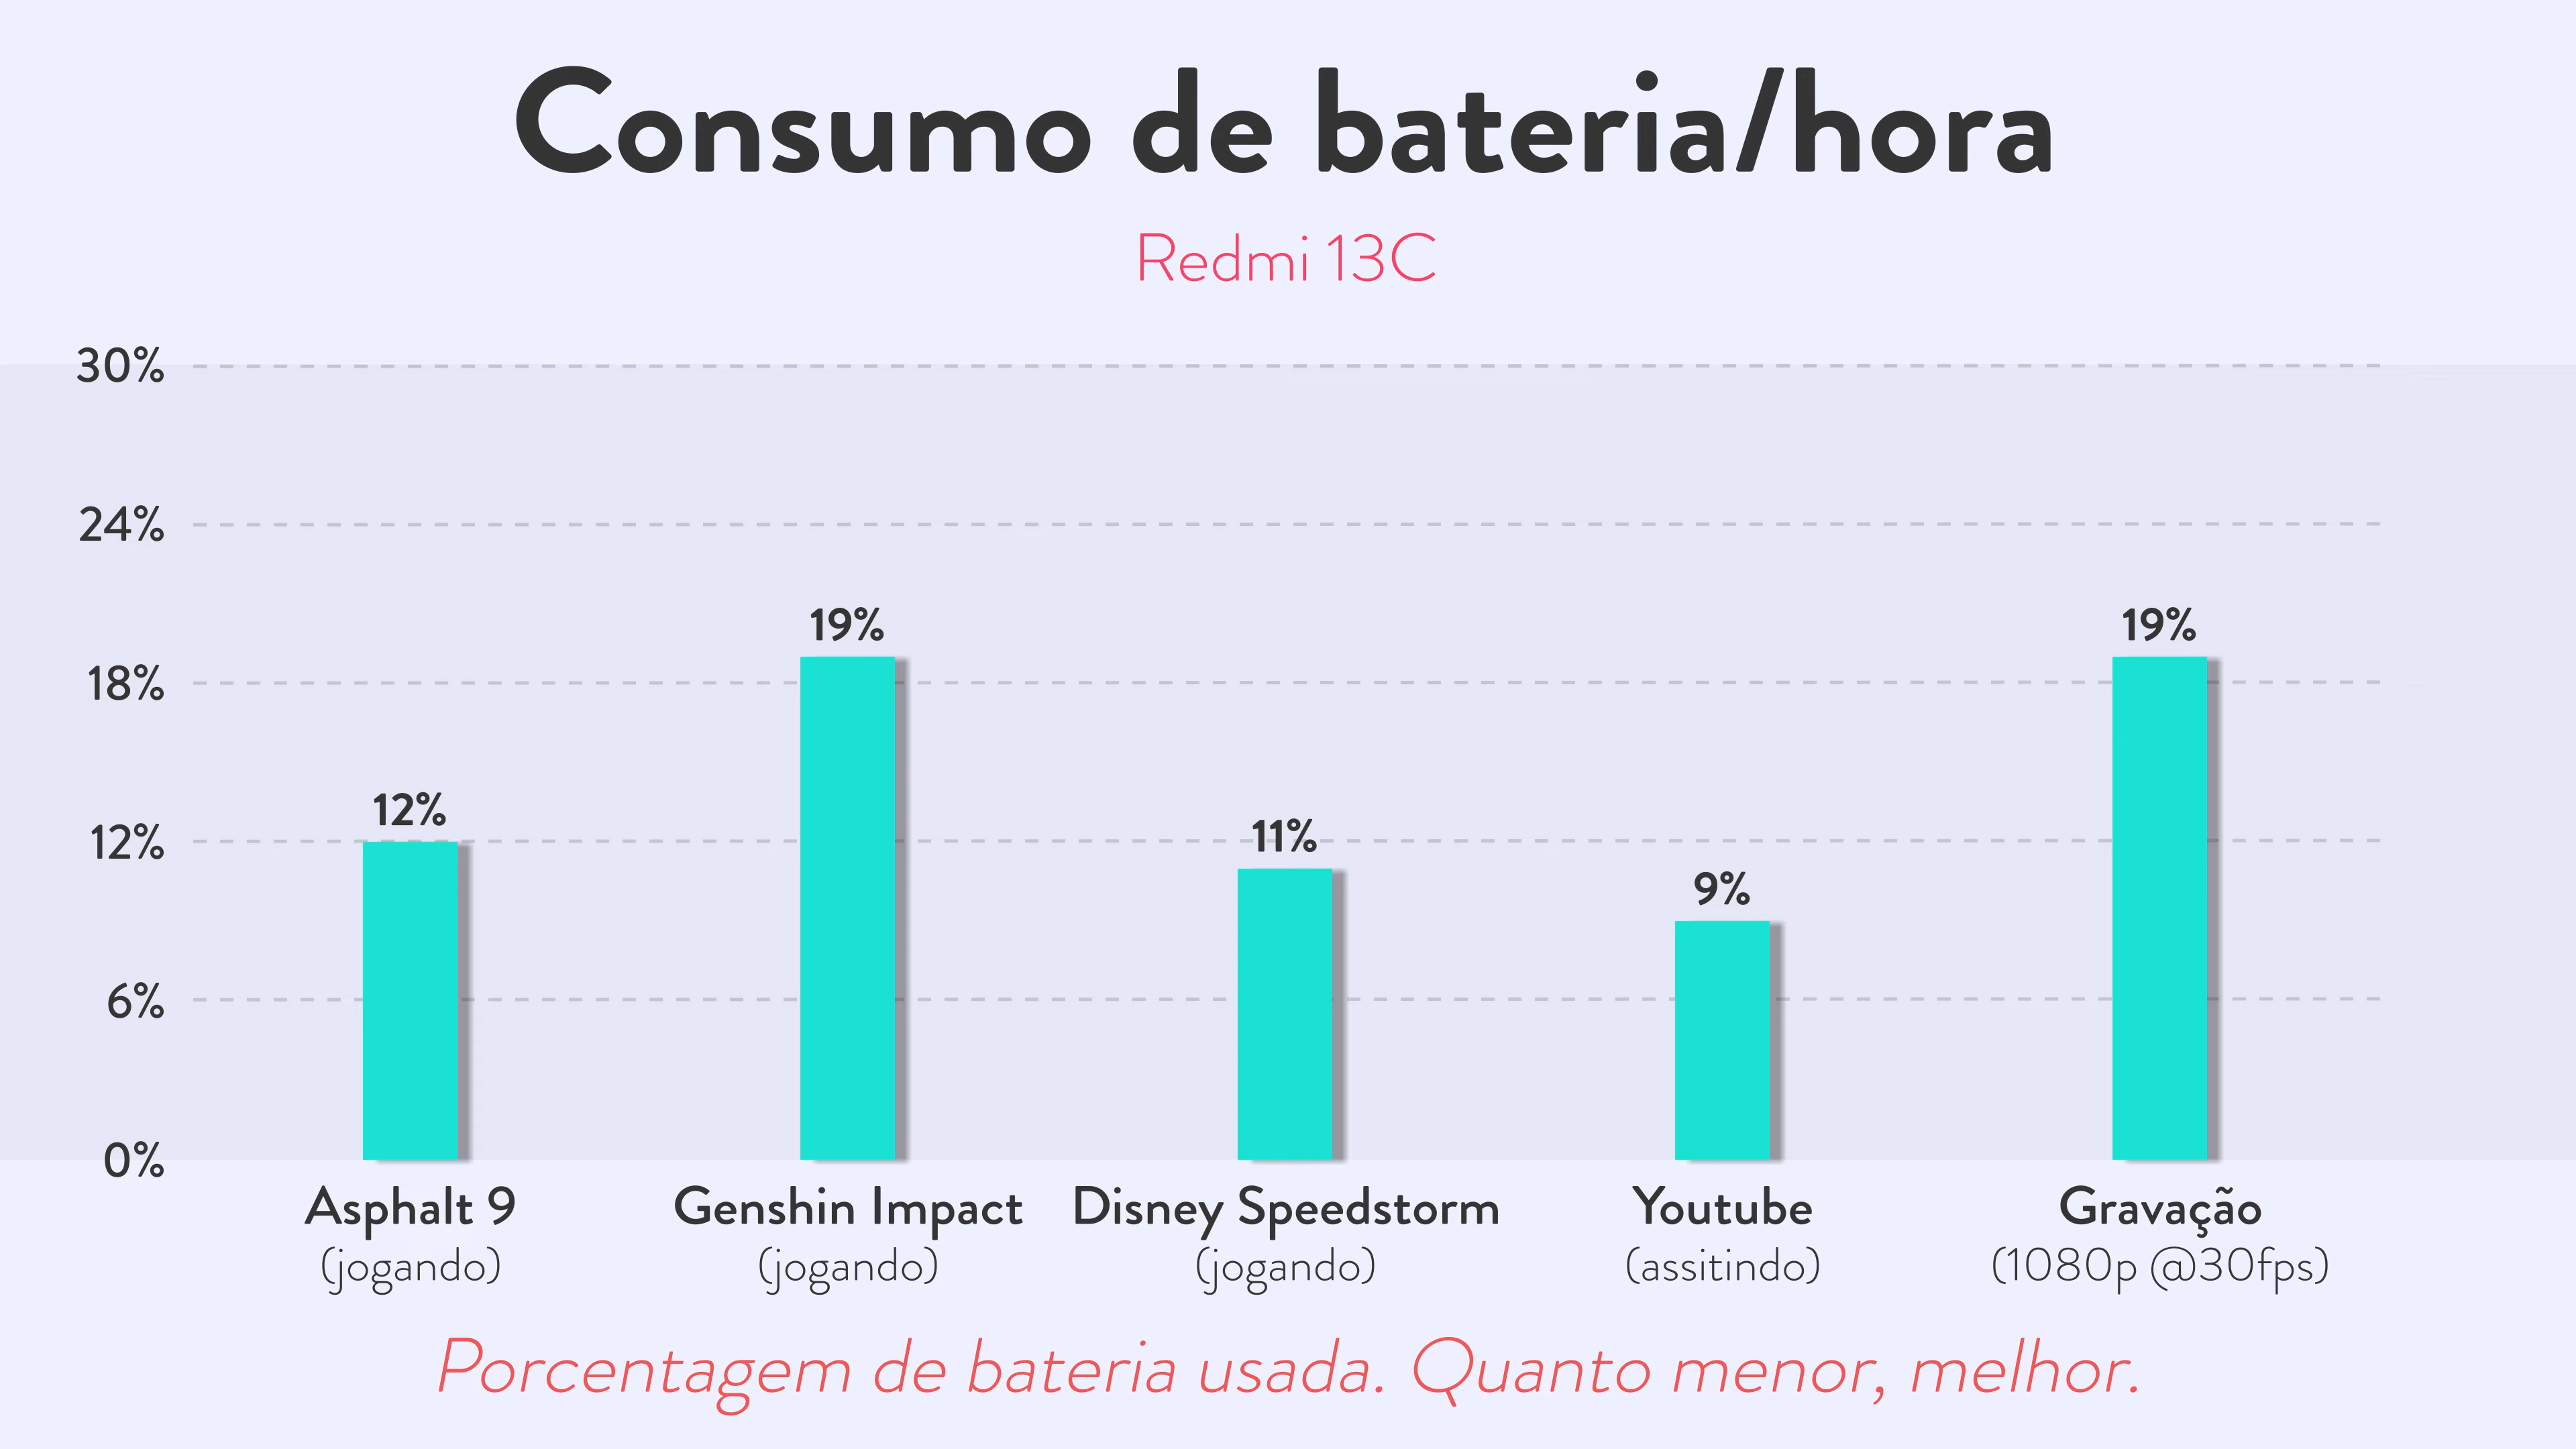 Consumo de bateria/hora
Redmi 13C
30%
24%
18%
12%
6%
0%
12%
19%
11%
9%
19%
Asphalt 9
(jogando)
Genshin Impact
(jogando)
Disney Speedstorm
(jogando)
Youtube
(assitindo)
Gravação
(1080p @30fps)
Porcentagem de bateria usada. Quanto menor, melhor.